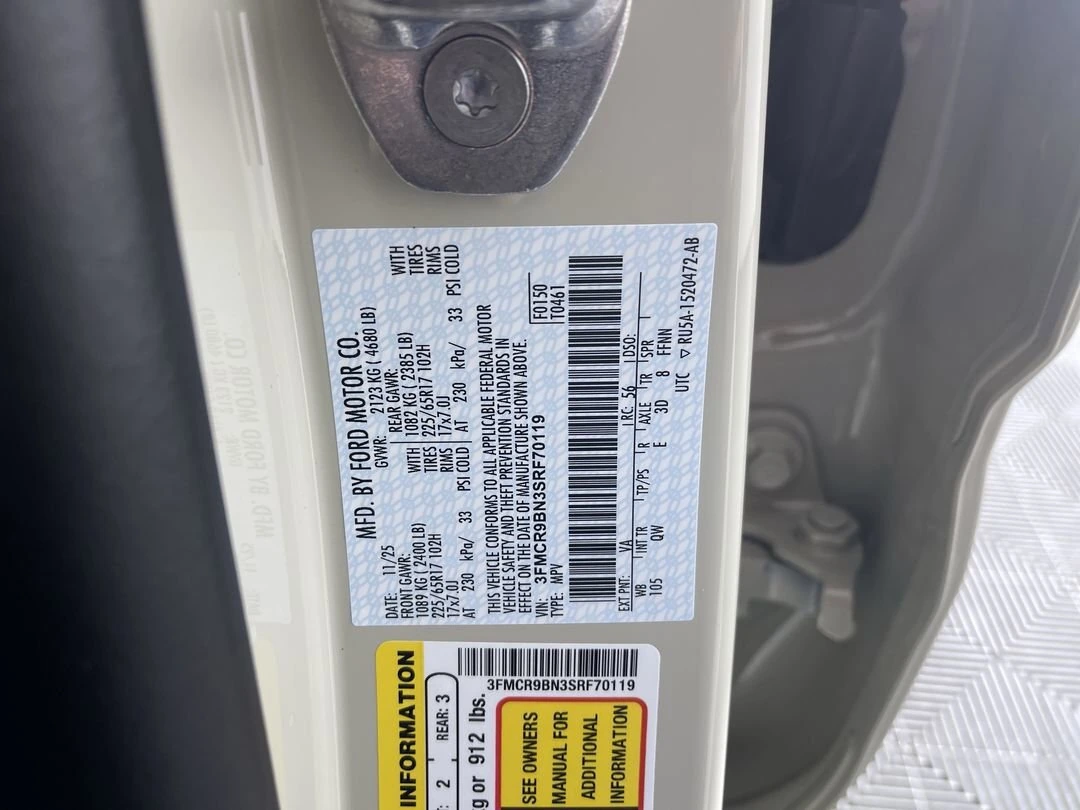 MFD. BY FORD MOTOR CO.
DATE: 11/25 GVWR: 2123 KG ( 4680 LB)
FRONT GAWR: REAR GAWR:
1089 KG ( 2400 LB) WITH 1082 KG ( 2385 LB) WITH
225/65R17 102H TIRES 225/65R17 102H TIRES
17x7.0J RIMS 17x7.0J RIMS
AT 230 kPa/ 33 PSI COLD AT 230 kPa/ 33 PSI COLD
THIS VEHICLE CONFORMS TO ALL APPLICABLE FEDERAL MOTOR
VEHICLE SAFETY AND THEFT PREVENTION STANDARDS IN
EFFECT ON THE DATE OF MANUFACTURE SHOWN ABOVE.
VIN: 3FMCR9BN3SRF70119 F0150
TYPE: MPV T0461
EXT PNT: YA RC: 56 DSO:
WB INT TR TP/PS R AXLE TR SPR
105 QW E 3D 8 FFNN
UTC ▽ RU5A-1520472-AB
INFORMATION
2 REAR: 3
g or 912 lbs.
3FMCR9BN3SRF70119
SEE OWNERS
MANUAL FOR
ADDITIONAL
INFORMATION